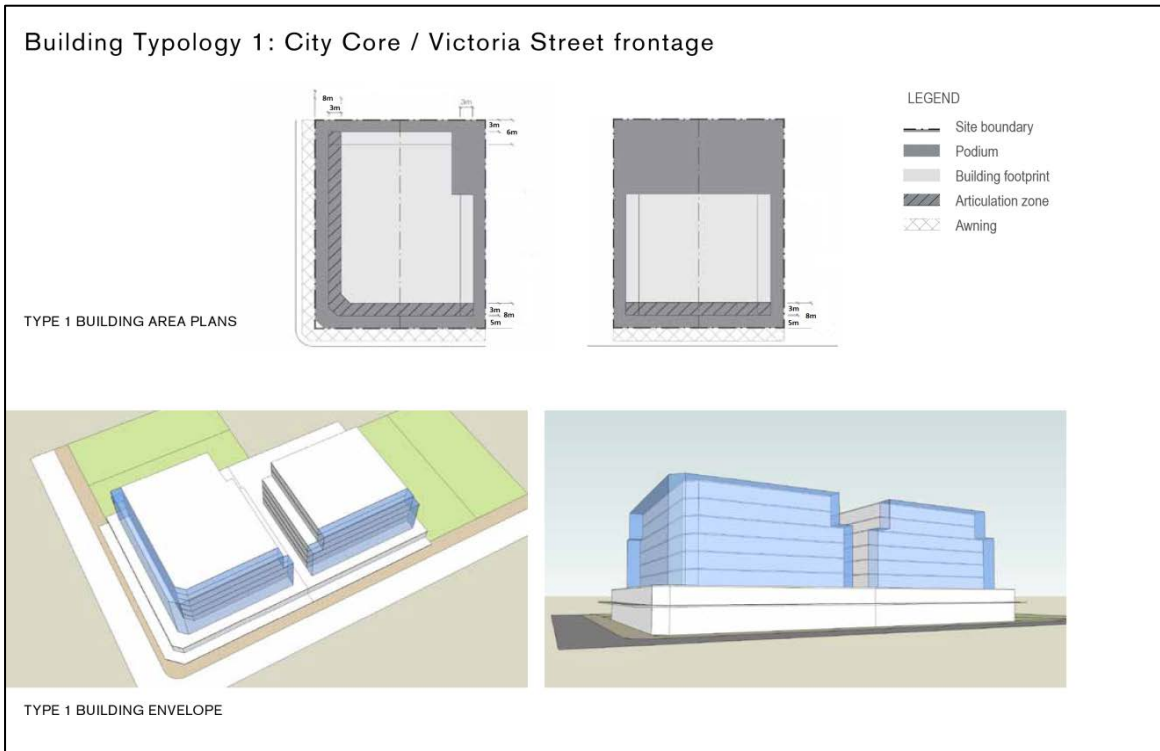 Building Typology 1: City Core / Victoria Street frontage
8m
3m
3m
3m
6m
3m
8m
5m
3m
8m
5m
LEGEND
Site boundary
Podium
Building footprint
Articulation zone
Awning
TYPE 1 BUILDING AREA PLANS
TYPE 1 BUILDING ENVELOPE